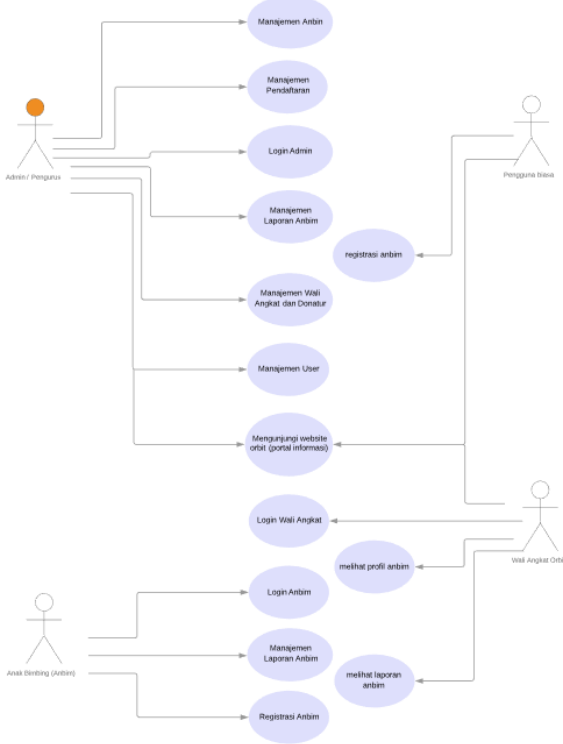 Manajemen Anbin
Manajemen
Pendaftaran
Admin / Pengurus
Login Admin
Pengguna biasa
Manajemen
Laporan Anbim
registrasi anbim
Manajemen Wali
Angkat dan Donatur
Manajemen User
Mengunjungi website
orbit (portal informasi)
Login Wali Angkat
melihat profil anbim
Wali Angkat Orbi
Login Anbim
Manajemen
Laporan Anbim
Anak Bimbing (Anbim)
melihat laporan
anbim
Registrasi Anbim